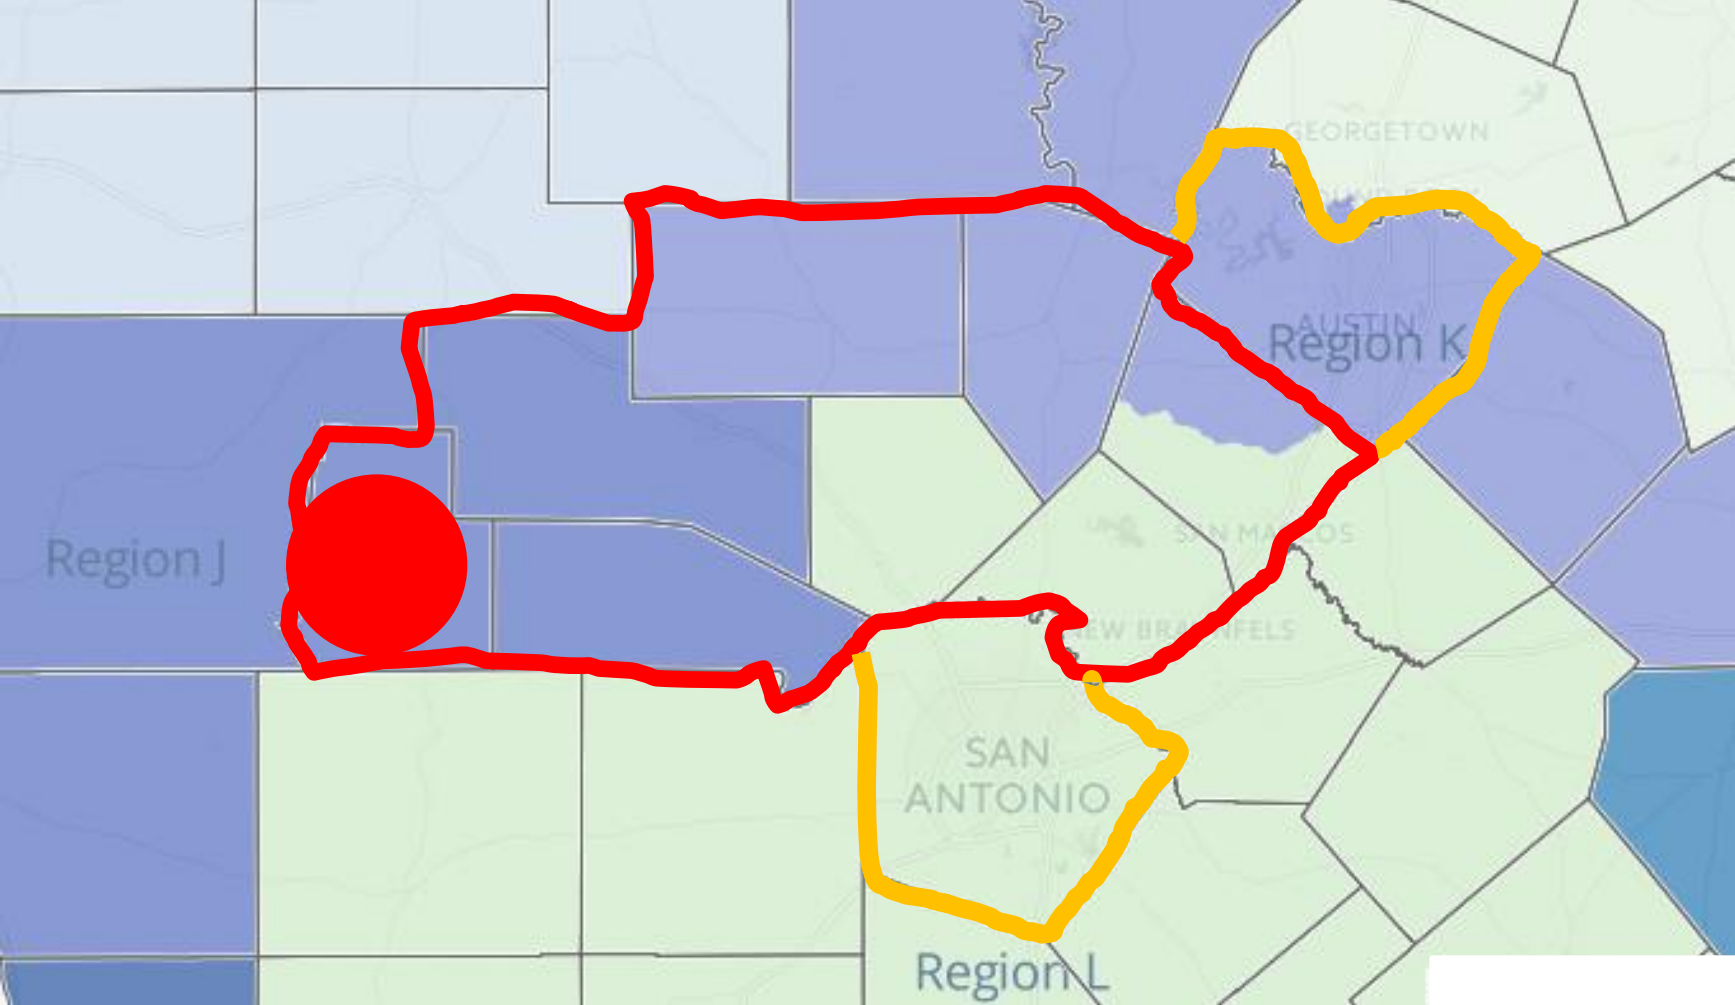 GEORGETOWN
AUSTIN
Region K
Region J
SAN MARCOS
NEW BRAUNFELS
SAN
ANTONIO
Region L